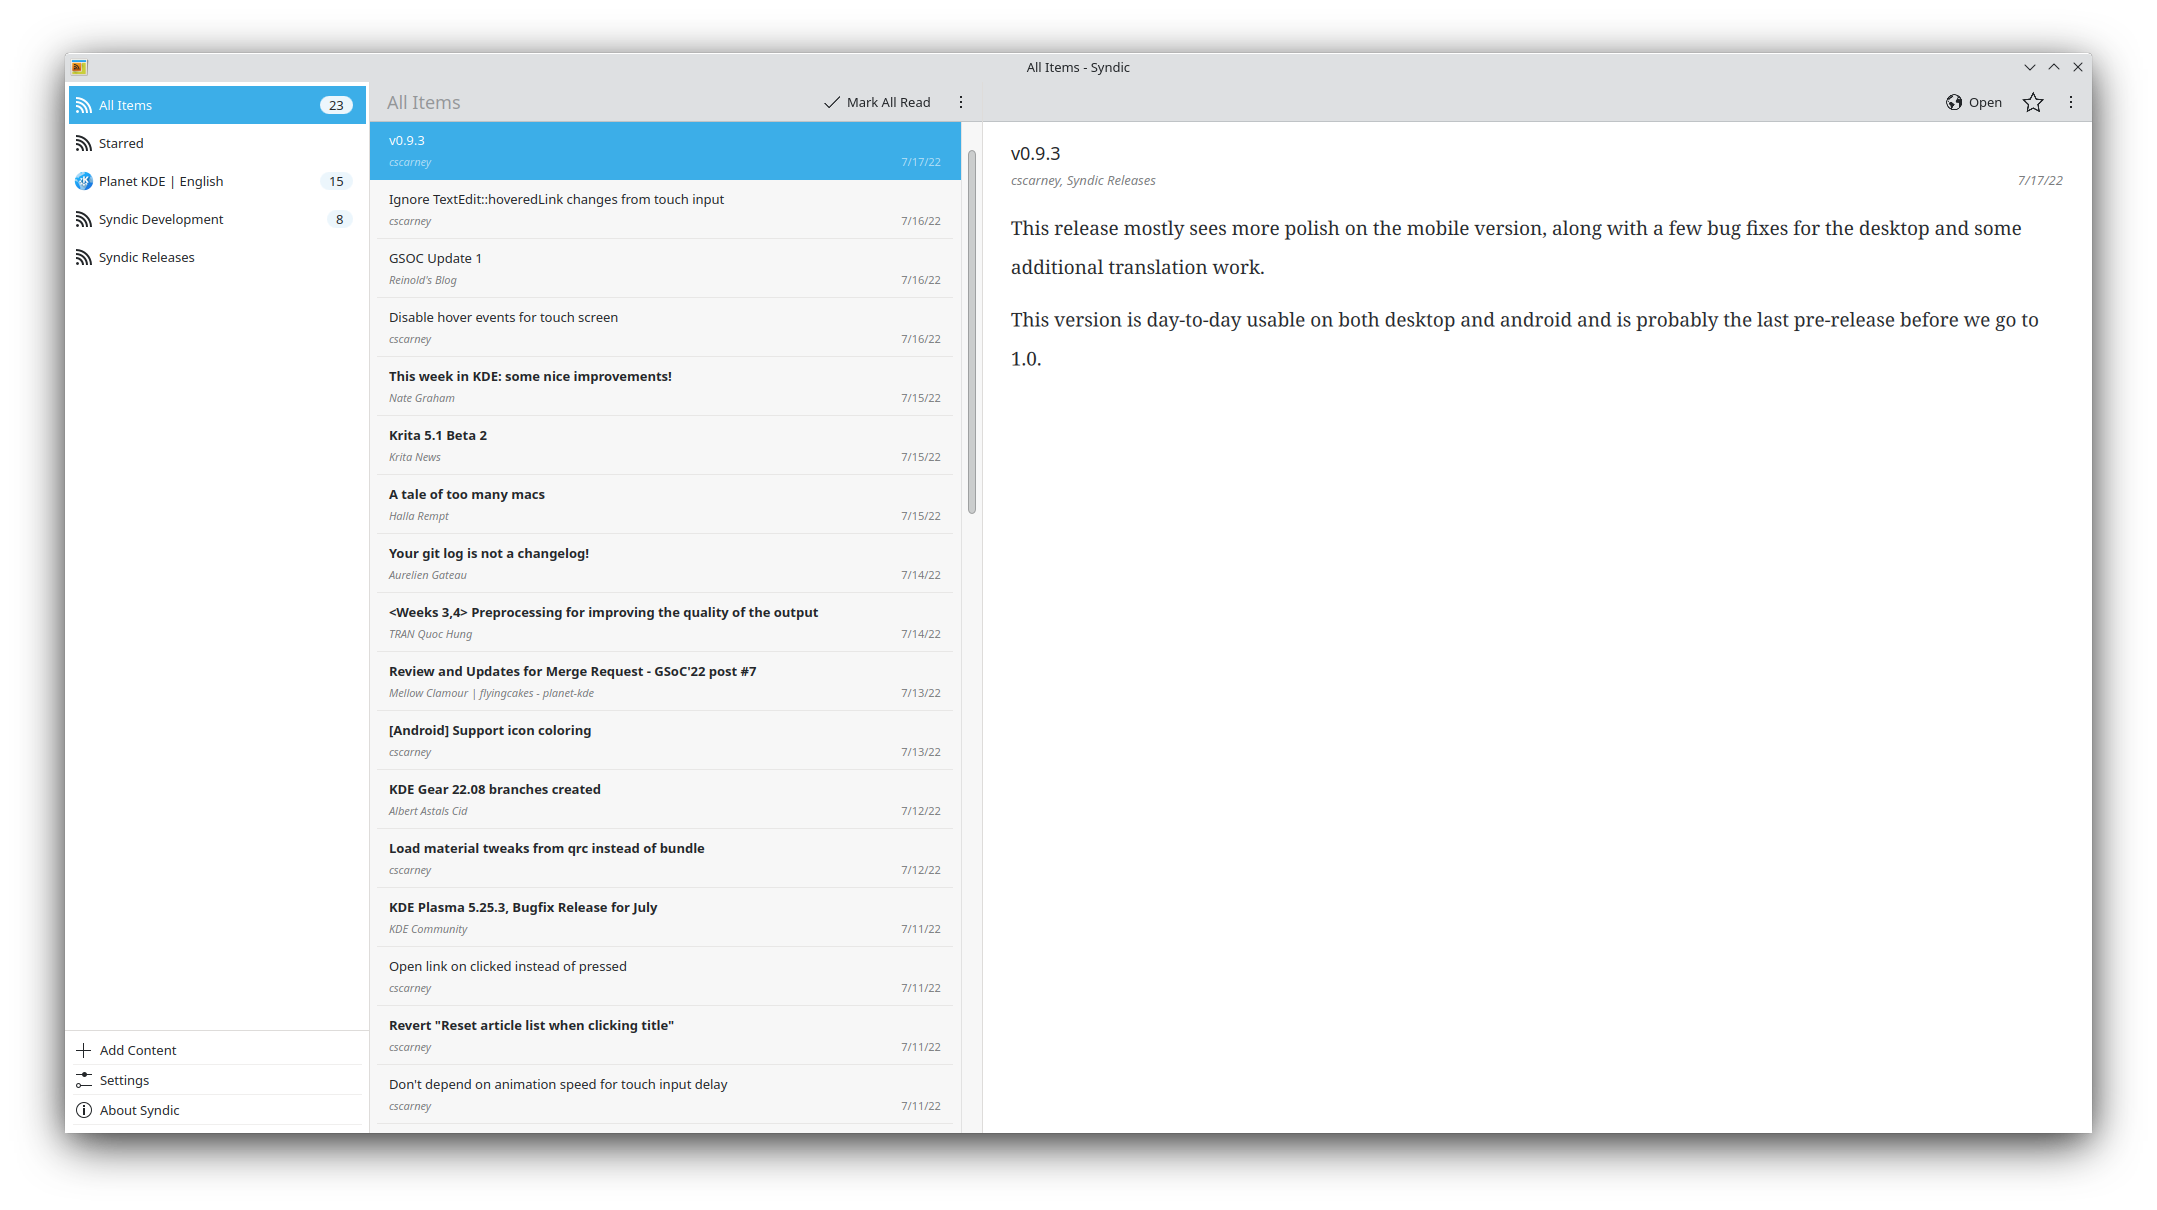 All Items - Syndic
All Items 23
Starred
Planet KDE | English 15
Syndic Development 8
Syndic Releases
Add Content
Settings
About Syndic
All Items Mark All Read
v0.9.3
cscarney 7/17/22
Ignore TextEdit::hoveredLink changes from touch input
cscarney 7/16/22
GSOC Update 1
Reinold's Blog 7/16/22
Disable hover events for touch screen
cscarney 7/16/22
This week in KDE: some nice improvements!
Nate Graham 7/15/22
Krita 5.1 Beta 2
Krita News 7/15/22
A tale of too many macs
Halla Rempt 7/15/22
Your git log is not a changelog!
Aurelien Gateau 7/14/22
<Weeks 3,4> Preprocessing for improving the quality of the output
TRAN Quoc Hung 7/14/22
Review and Updates for Merge Request - GSoC'22 post #7
Mellow Clamour | flyingcakes - planet-kde 7/13/22
[Android] Support icon coloring
cscarney 7/13/22
KDE Gear 22.08 branches created
Albert Astals Cid 7/12/22
Load material tweaks from qrc instead of bundle
cscarney 7/12/22
KDE Plasma 5.25.3, Bugfix Release for July
KDE Community 7/11/22
Open link on clicked instead of pressed
cscarney 7/11/22
Revert "Reset article list when clicking title"
cscarney 7/11/22
Don't depend on animation speed for touch input delay
cscarney 7/11/22
Open
v0.9.3
cscarney, Syndic Releases 7/17/22
This release mostly sees more polish on the mobile version, along with a few bug fixes for the desktop and some
additional translation work.
This version is day-to-day usable on both desktop and android and is probably the last pre-release before we go to
1.0.